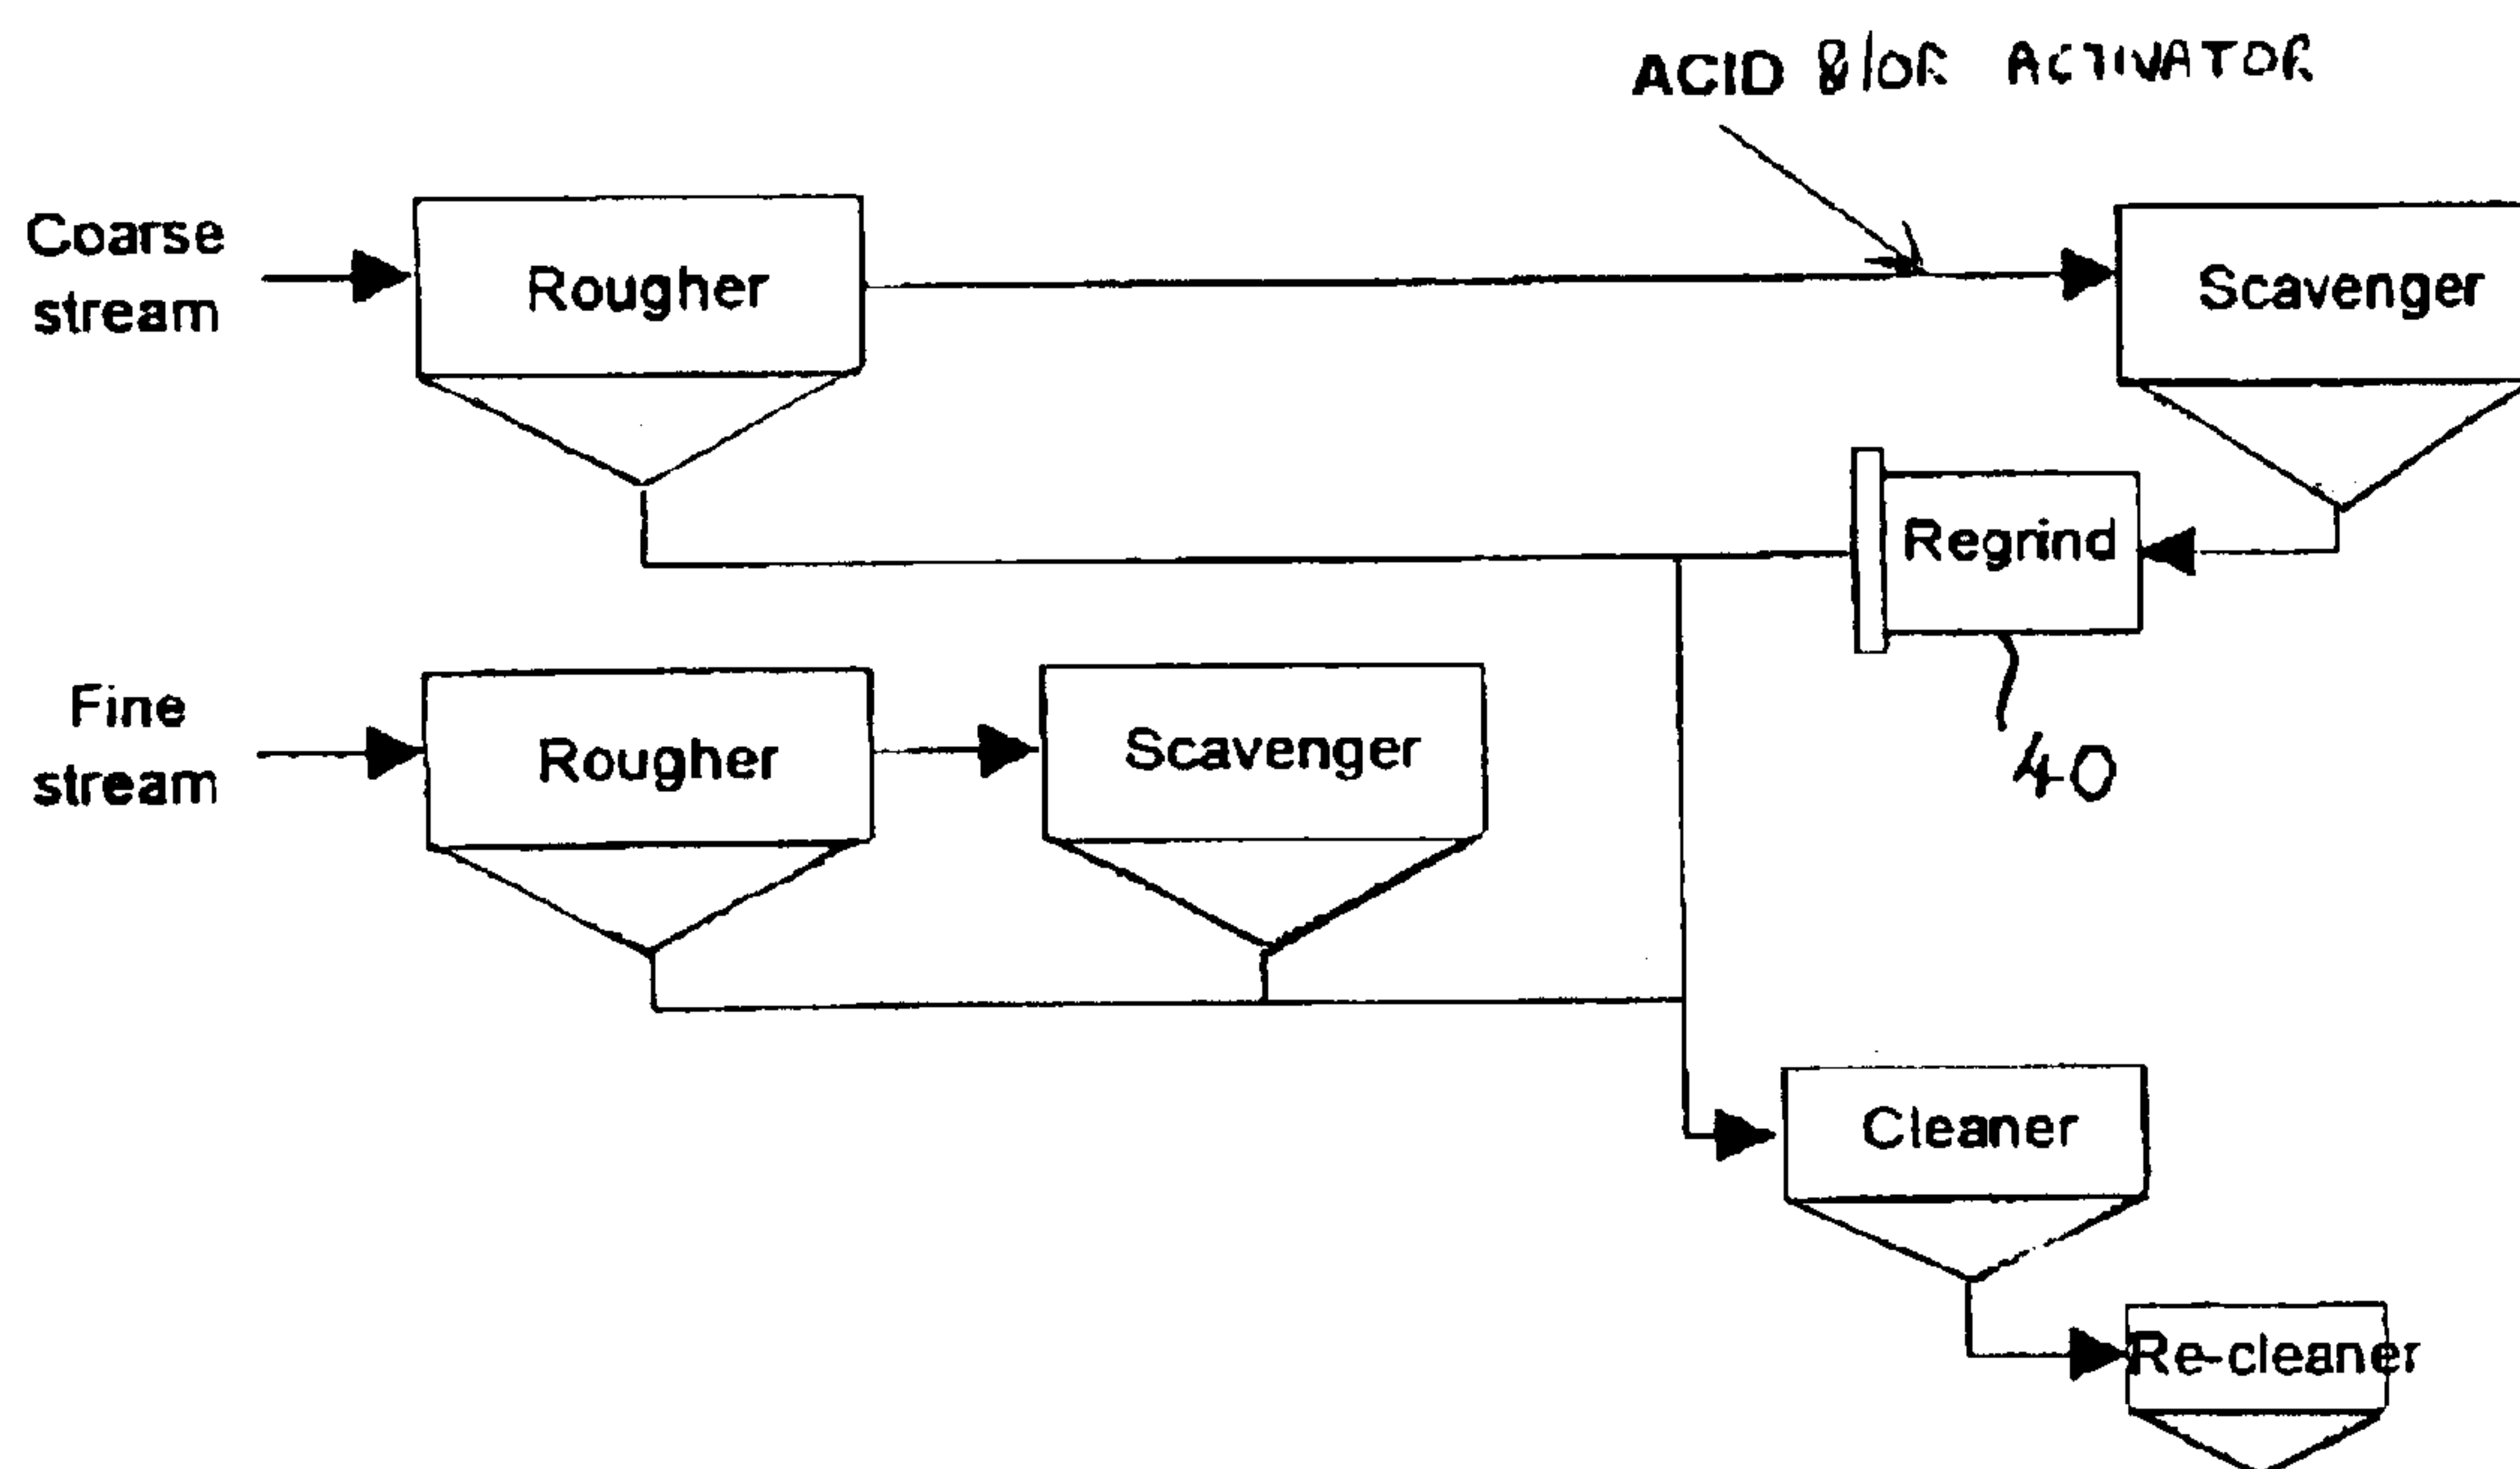 ACID &/OR ACTIVATOR
Coarse
stream
Rougher
Scavenger
Regrind
40
Fine
stream
Rougher
Scavenger
Cleaner
Re-cleaner